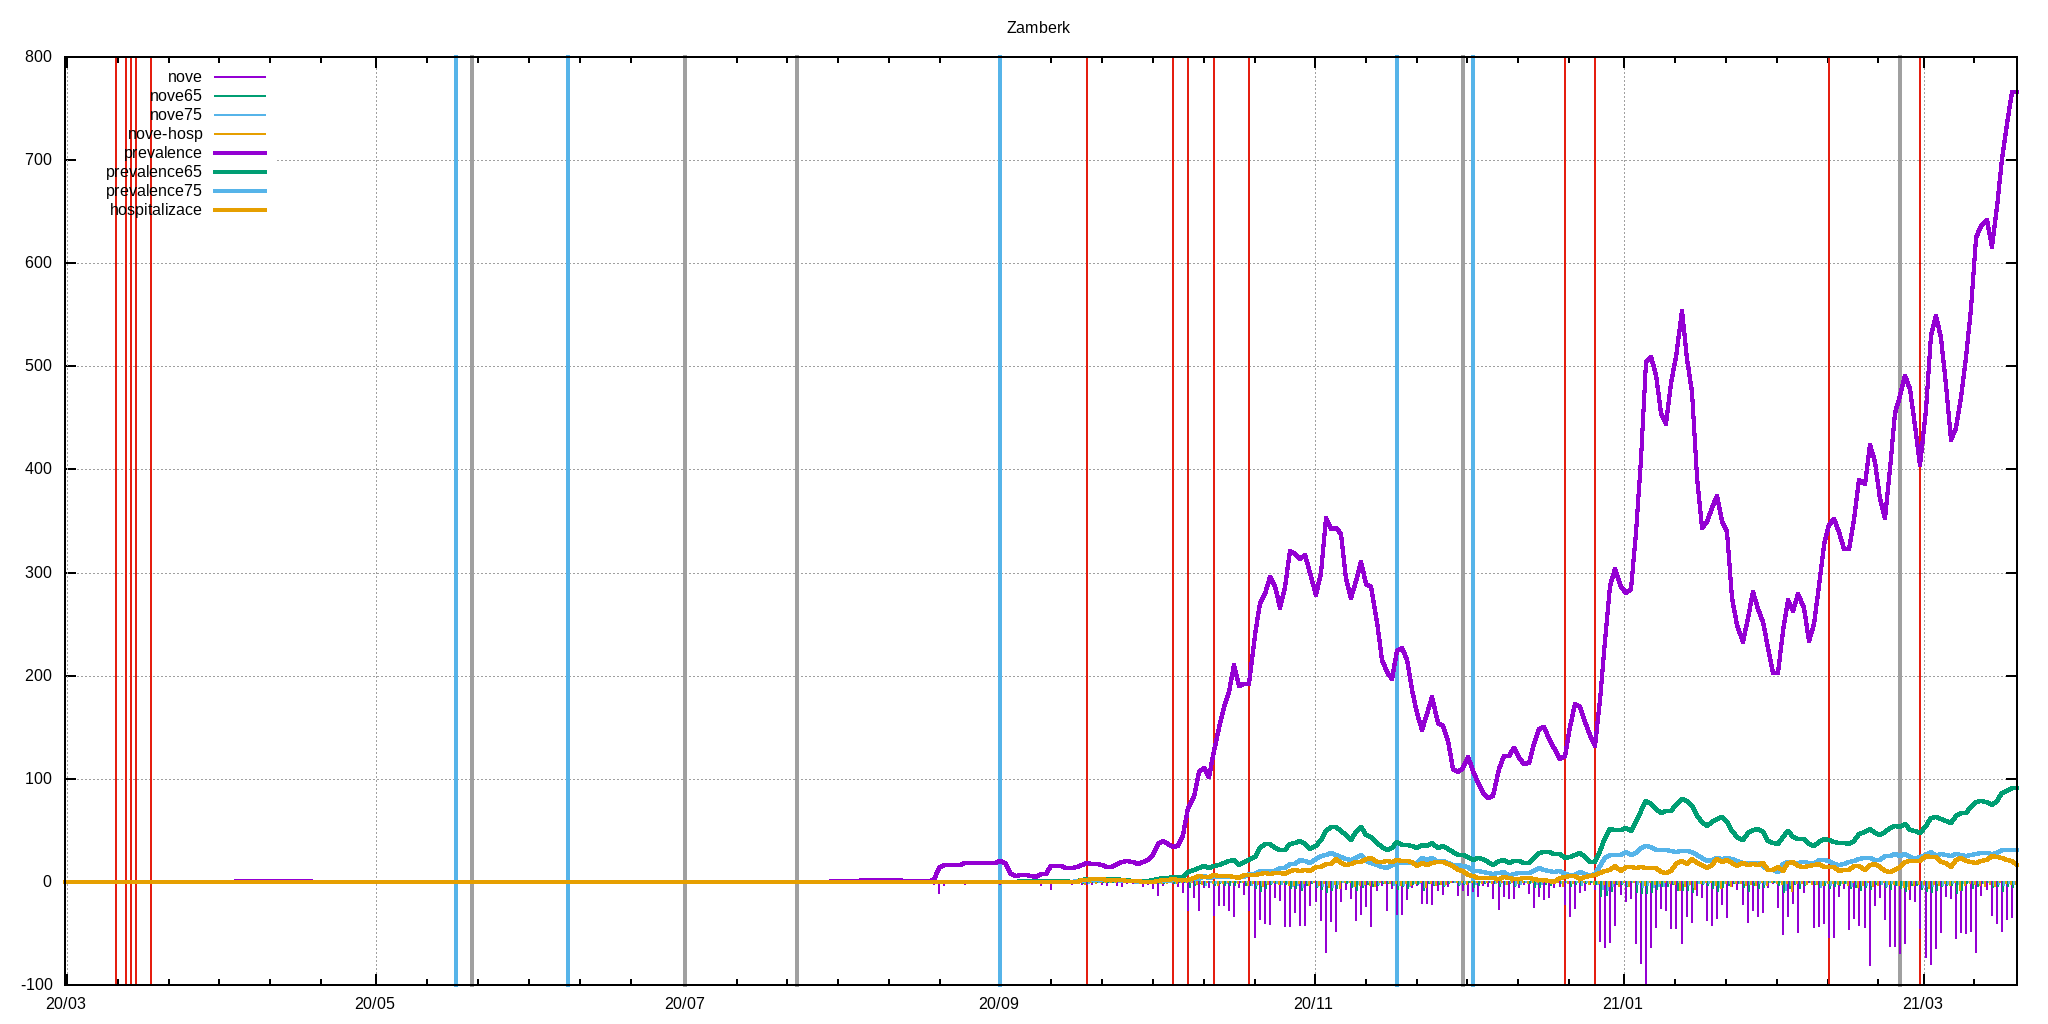 Zamberk
800
700
600
500
400
300
200
100
0
-100
nove
nove65
nove75
nove-hosp
prevalence
prevalence65
prevalence75
hospitalizace
20/03 20/05 20/07 20/09 20/11 21/01 21/03